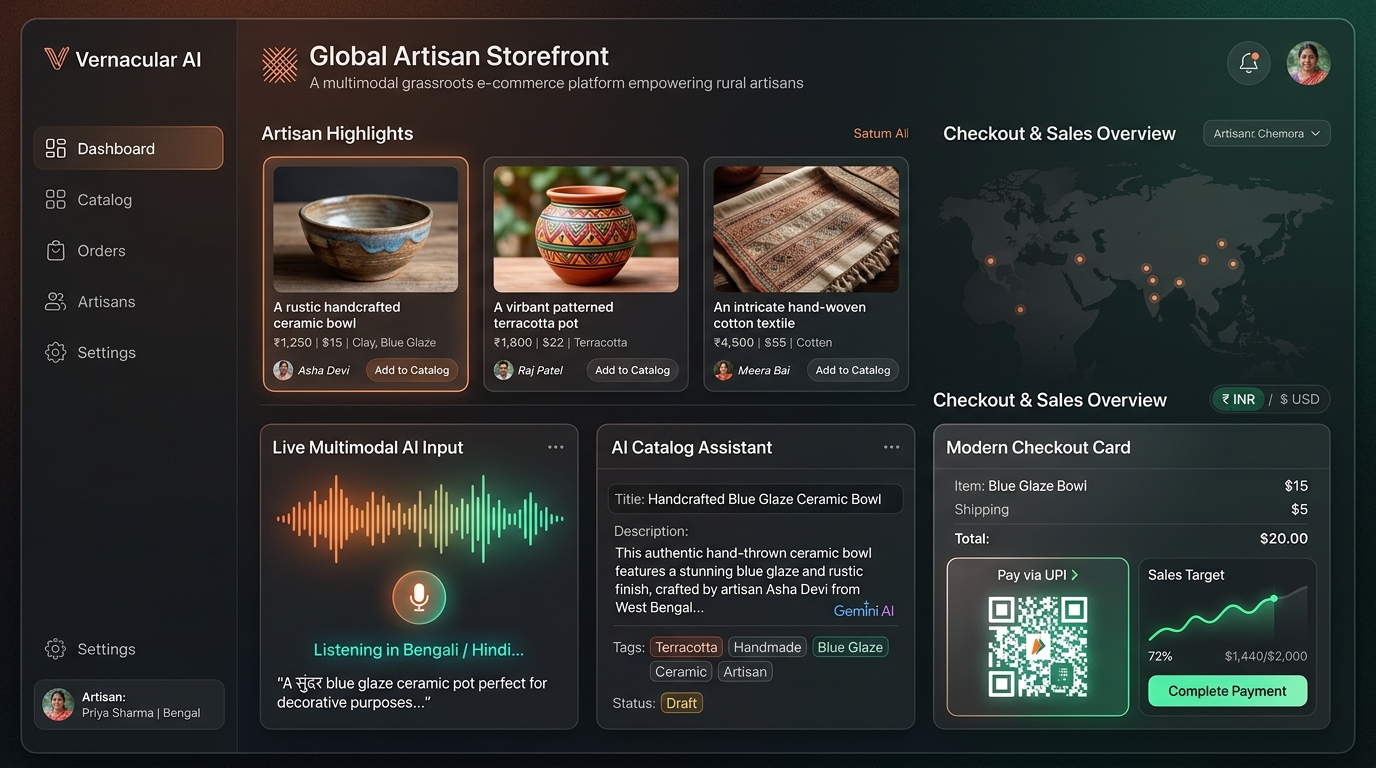 Vernacular AI
Dashboard
Catalog
Orders
Artisans
Settings
Settings
Artisan:
Priya Sharma | Bengal
Global Artisan Storefront
A multimodal grassroots e-commerce platform empowering rural artisans
Artisan Highlights
Satum All
A rustic handcrafted
ceramic bowl
₹1,250 | $15 | Clay, Blue Glaze
Asha Devi
Add to Catalog
A virbant patterned
terracotta pot
₹1,800 | $22 | Terracotta
Raj Patel
Add to Catalog
An intricate hand-woven
cotton textile
₹4,500 | $55 | Cotten
Meera Bai
Add to Catalog
Checkout & Sales Overview
Artisanr: Chemora
Checkout & Sales Overview
₹ INR / $ USD
Live Multimodal AI Input
Listening in Bengali / Hindi...
"A सुंदर blue glaze ceramic pot perfect for
decorative purposes..."
AI Catalog Assistant
Title: Handcrafted Blue Glaze Ceramic Bowl
Description:
This authentic hand-thrown ceramic bowl
features a stunning blue glaze and rustic
finish, crafted by artisan Asha Devi from
West Bengal...
Gemini AI
Tags: Terracotta Handmade Blue Glaze
Ceramic Artisan
Status: Draft
Modern Checkout Card
Item: Blue Glaze Bowi $15
Shipping $5
Total: $20.00
Pay via UPI >
Sales Target
72% $1,440/$2,000
Complete Payment